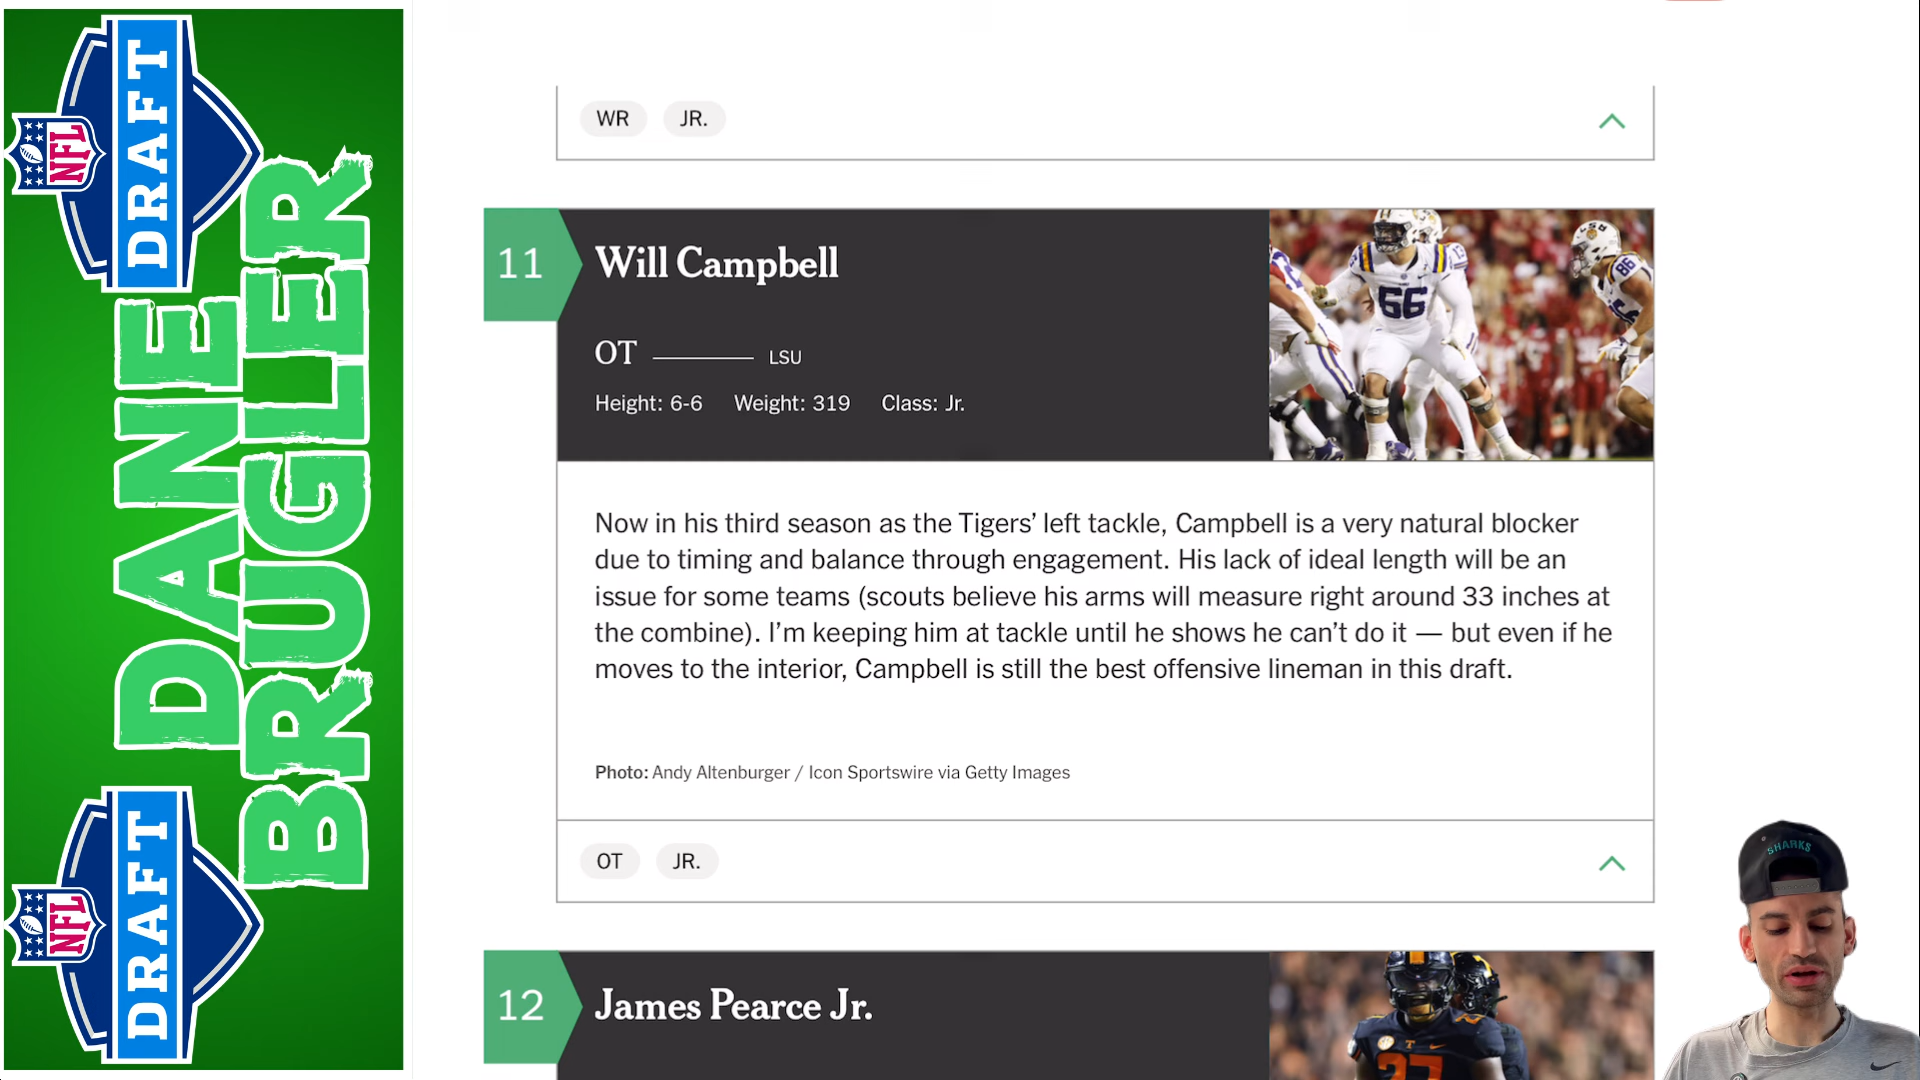 NFL DRAFT
DANE
BRUGLER
NFL DRAFT
WR JR.
11
Will Campbell
OT LSU
Height: 6-6 Weight: 319 Class: Jr.
66
86
Now in his third season as the Tigers’ left tackle, Campbell is a very natural blocker
due to timing and balance through engagement. His lack of ideal length will be an
issue for some teams (scouts believe his arms will measure right around 33 inches at
the combine). I’m keeping him at tackle until he shows he can’t do it — but even if he
moves to the interior, Campbell is still the best offensive lineman in this draft.
Photo: Andy Altenburger / Icon Sportswire via Getty Images
OT JR.
12
James Pearce Jr.
T
27
SHARKS